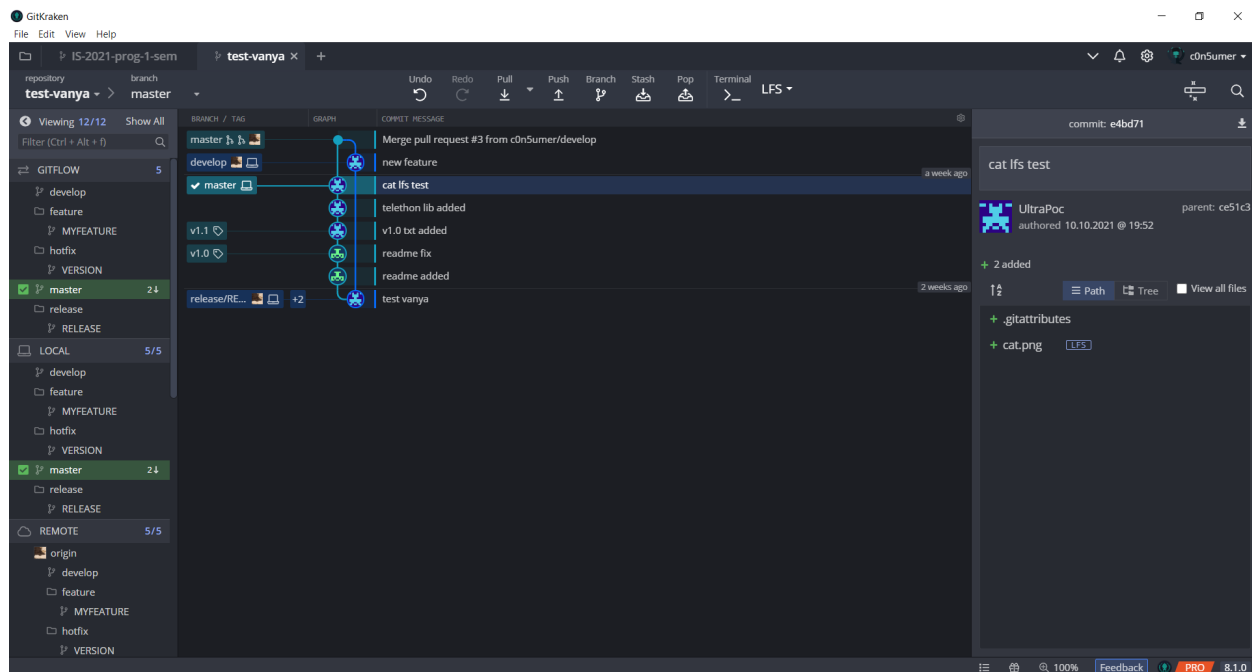 GitKraken
File Edit View Help
IS-2021-prog-1-sem
test-vanya
c0n5umer
repository
test-vanya
branch
master
Undo
Redo
Pull
Push
Branch
Stash
Pop
Terminal
LFS
Viewing 12/12 Show All
Filter (Ctrl + Alt + f)
GITFLOW 5
develop
feature
MYFEATURE
hotfix
VERSION
master 2↓
release
RELEASE
LOCAL 5/5
develop
feature
MYFEATURE
hotfix
VERSION
master 2↓
release
RELEASE
REMOTE 5/5
origin
develop
feature
MYFEATURE
hotfix
VERSION
BRANCH / TAG GRAPH COMMIT MESSAGE
master Merge pull request #3 from c0n5umer/develop
develop new feature
a week ago
master cat lfs test
telethon lib added
v1.1 v1.0 txt added
v1.0 readme fix
readme added
2 weeks ago
release/RE... +2 test vanya
commit: e4bd71
cat lfs test
UltraPoc
authored 10.10.2021 @ 19:52
parent: ce51c3
+ 2 added
Path Tree View all files
+ .gitattributes
+ cat.png LFS
100% Feedback PRO 8.1.0